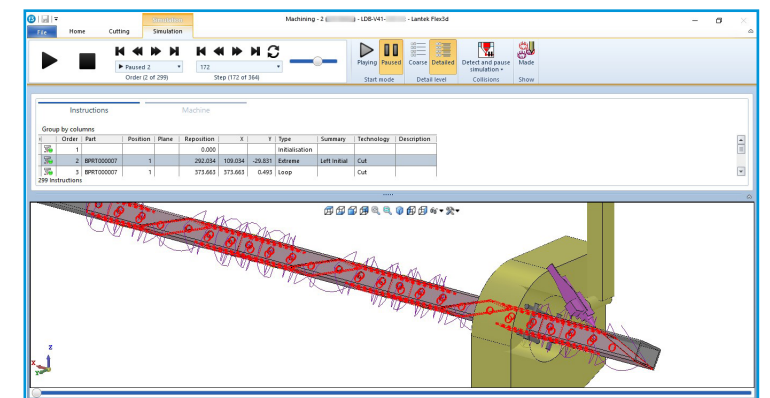 Simulation
Machining - 2 ( ) - LDB-V41- - Lantek Flex3d
File Home Cutting Simulation
Paused 2
172
Playing Paused Coarse Detailed Detect and pause simulation Made
Order (2 of 299) Step (172 of 364) Start mode Detail level Collisions Show
Instructions Machine
Group by columns
Order Part Position Plane Reposition X Y Type Summary Technology Description
1 0.000 Initialisation
2 BPRT000007 1 292.034 109.034 -29.831 Extreme Left Initial Cut
3 BPRT000007 1 373.663 373.663 0.493 Loop Cut
299 Instructions
Z
X
Y